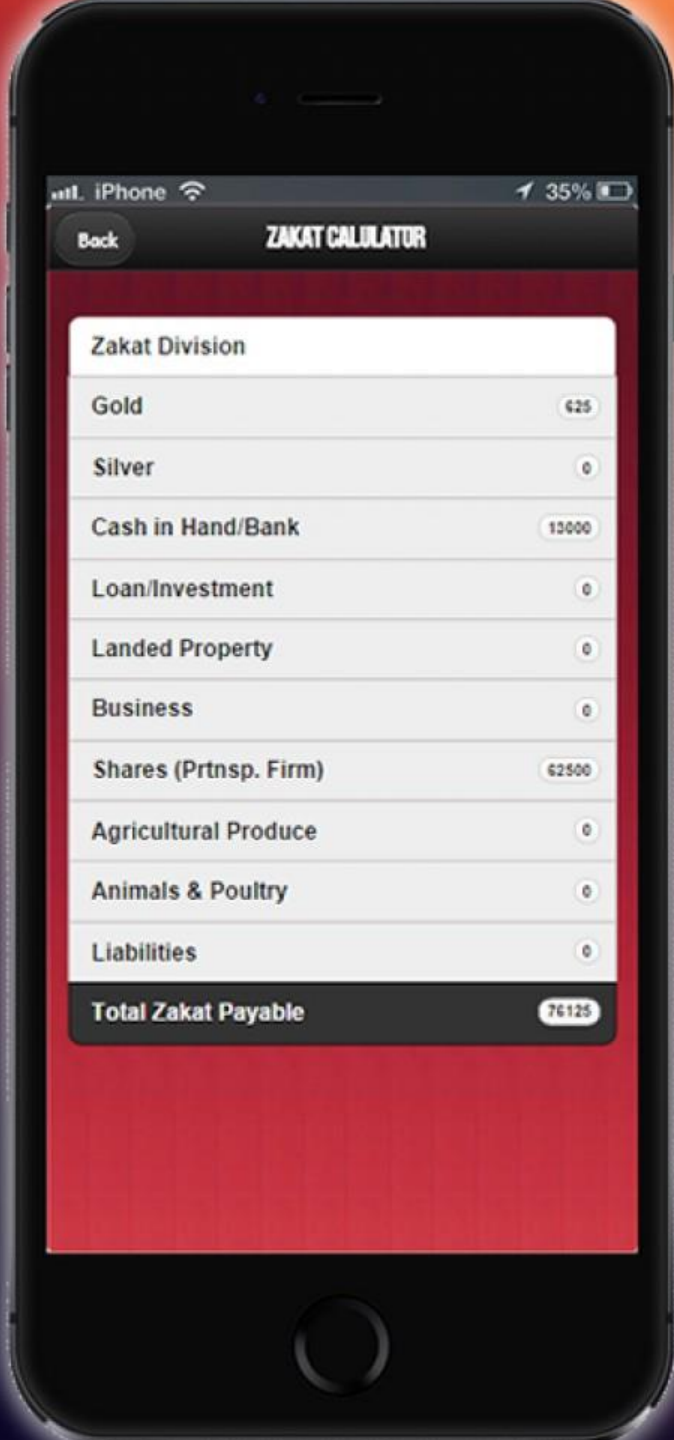 iPhone 35%
Back ZAKAT CALULATOR
Zakat Division
Gold 625
Silver 0
Cash in Hand/Bank 13000
Loan/Investment 0
Landed Property 0
Business 0
Shares (Prtnsp. Firm) 62500
Agricultural Produce 0
Animals & Poultry 0
Liabilities 0
Total Zakat Payable 76125